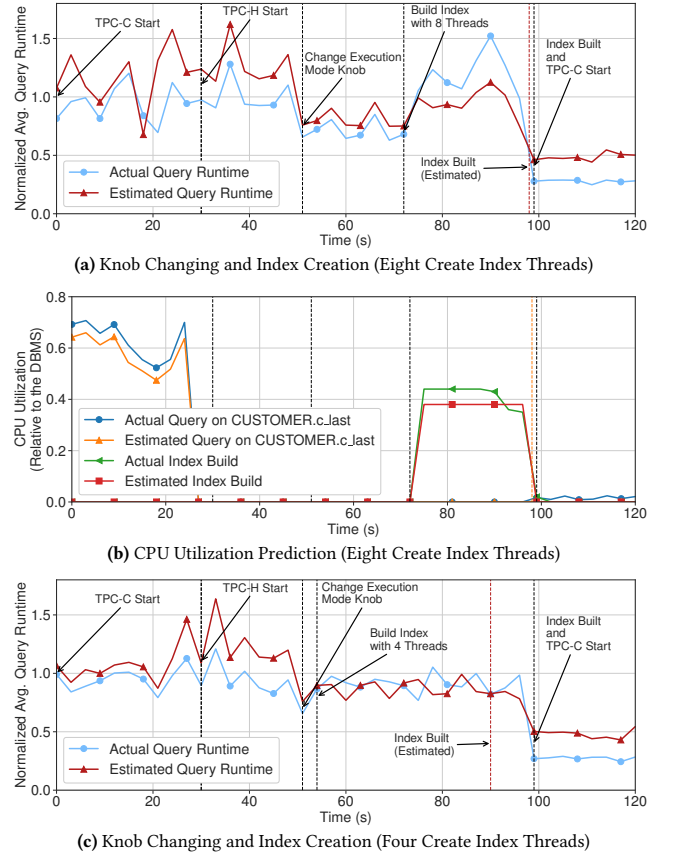 Normalized Avg. Query Runtime
1.5
1.0
0.5
0.0
TPC-C Start
TPC-H Start
Change Execution
Mode Knob
Build Index
with 8 Threads
Index Built
and
TPC-C Start
Index Built
(Estimated)
Actual Query Runtime
Estimated Query Runtime
0 20 40 60 80 100 120
Time (s)
(a) Knob Changing and Index Creation (Eight Create Index Threads)
CPU Utilization
(Relative to the DBMS)
0.8
0.6
0.4
0.2
0.0
Actual Query on CUSTOMER.c_last
Estimated Query on CUSTOMER.c_last
Actual Index Build
Estimated Index Build
0 20 40 60 80 100 120
Time (s)
(b) CPU Utilization Prediction (Eight Create Index Threads)
Normalized Avg. Query Runtime
1.5
1.0
0.5
0.0
TPC-C Start
TPC-H Start
Change Execution
Mode Knob
Build Index
with 4 Threads
Index Built
and
TPC-C Start
Index Built
(Estimated)
Actual Query Runtime
Estimated Query Runtime
0 20 40 60 80 100 120
Time (s)
(c) Knob Changing and Index Creation (Four Create Index Threads)